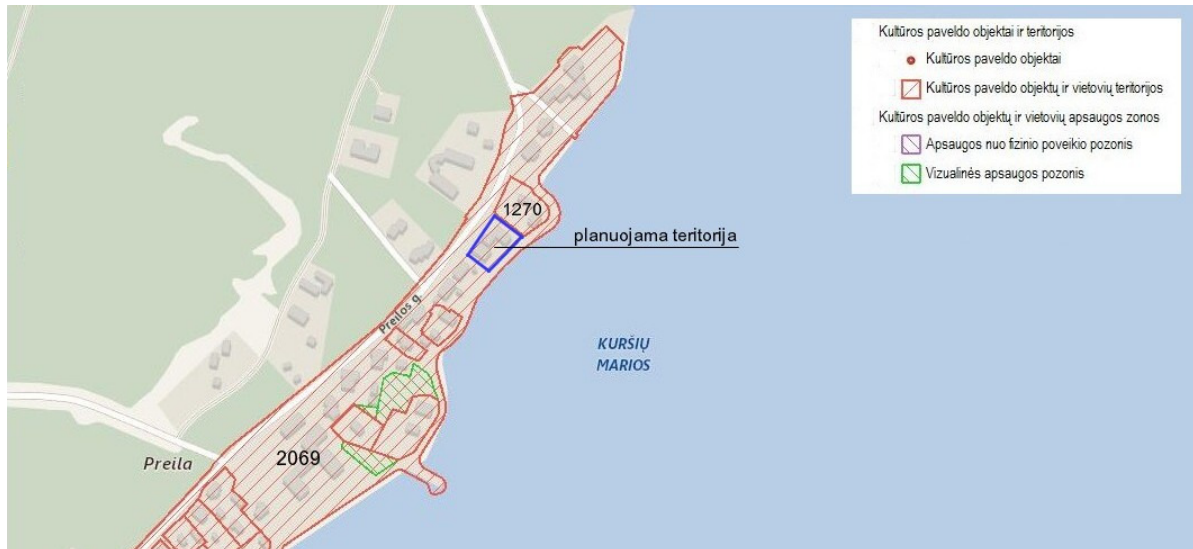 Kultūros paveldo objektai ir teritorijos
Kultūros paveldo objektai
Kultūros paveldo objektų ir vietovių teritorijos
Kultūros paveldo objektų ir vietovių apsaugos zonos
Apsaugos nuo fizinio poveikio pozonis
Vizualinės apsaugos pozonis
1270
planuojama teritorija
Preilos g.
KURŠIŲ
MARIOS
2069
Preila